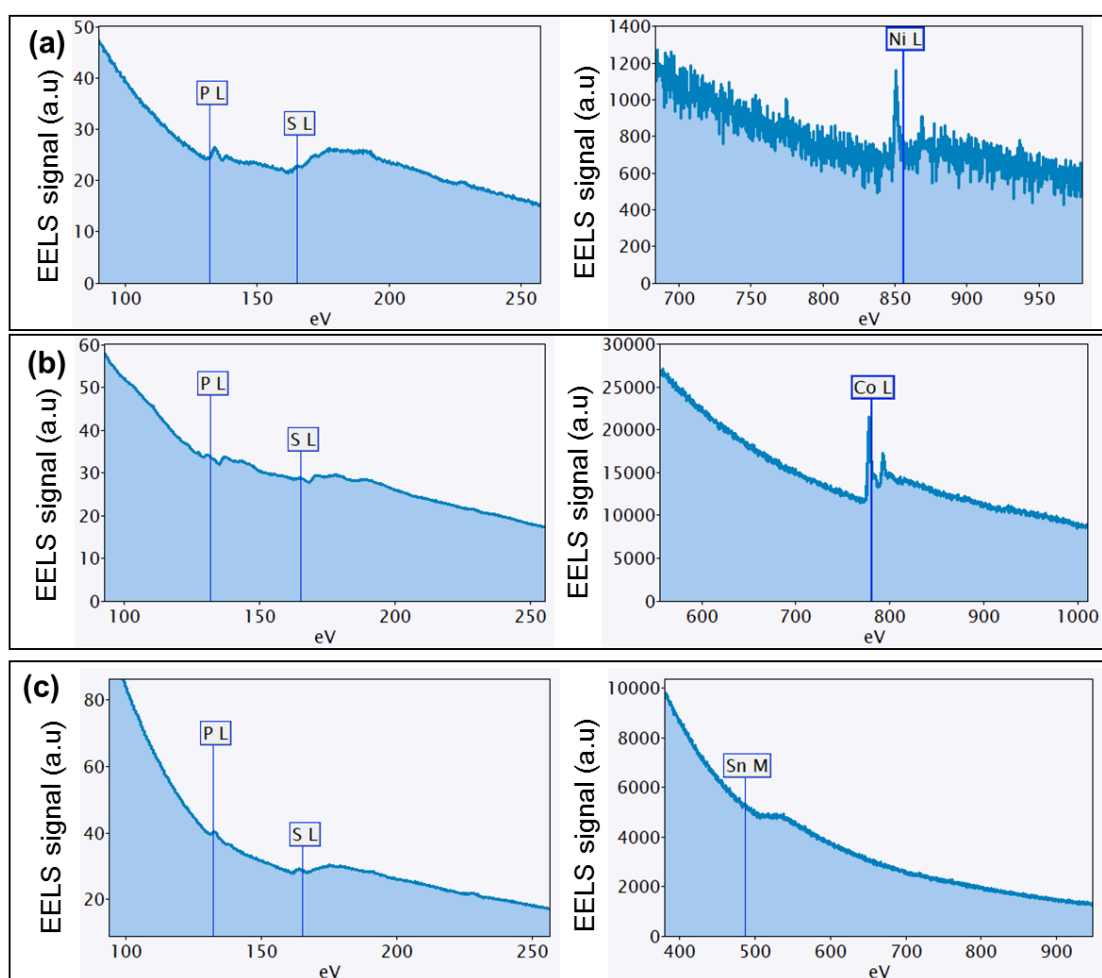 (a)
EELS signal (a.u)
50
40
30
20
10
0
P L
S L
100
150
200
250
eV
EELS signal (a.u)
1400
1200
1000
800
600
400
200
0
Ni L
700
750
800
850
900
950
eV
(b)
EELS signal (a.u)
60
50
40
30
20
10
0
P L
S L
100
150
200
250
eV
EELS signal (a.u)
30000
25000
20000
15000
10000
5000
0
Co L
600
700
800
900
1000
eV
(c)
EELS signal (a.u)
80
60
40
20
P L
S L
100
150
200
250
eV
EELS signal (a.u)
10000
8000
6000
4000
2000
0
Sn M
400
500
600
700
800
900
eV